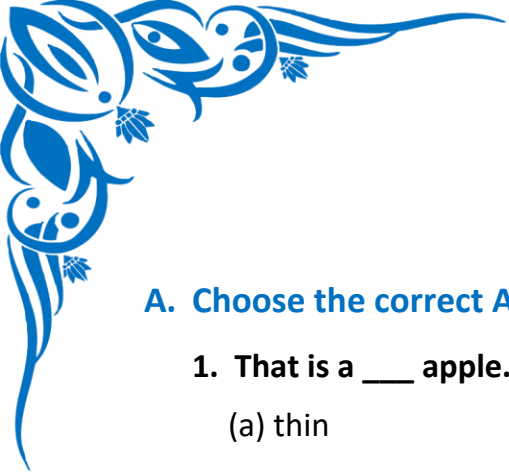 A. Choose the correct A
1. That is a ___ apple.
(a) thin